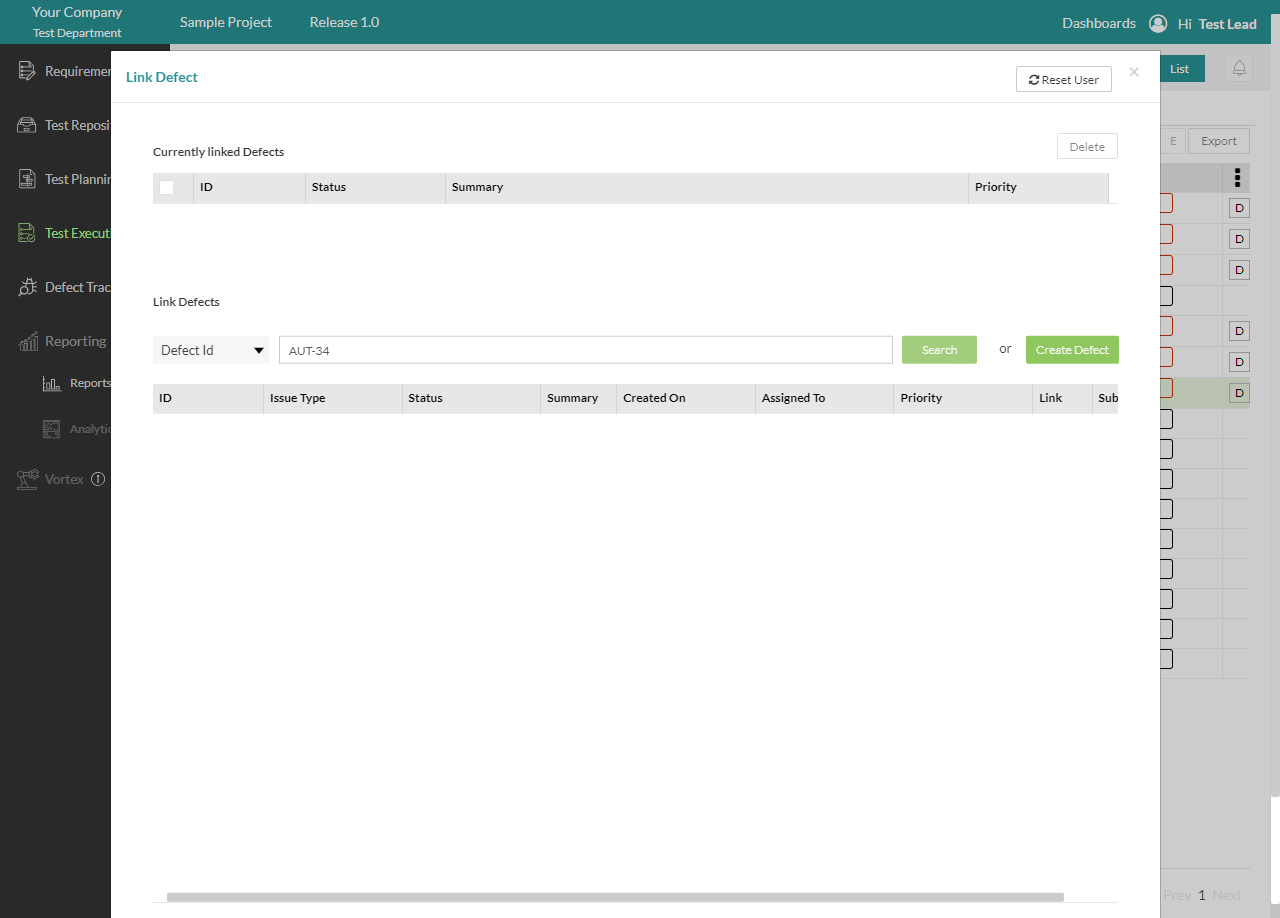 Your Company
Test Department
Sample Project
Release 1.0
Dashboards
Hi Test Lead
Requiremen
Test Reposi
Test Plannin
Test Executi
Defect Trac
Reporting
Reports
Analytic
Vortex
Link Defect
Reset User
×
List
E
Export
Currently linked Defects
Delete
ID Status Summary Priority
D
D
D
D
D
D
Link Defects
Defect Id
AUT-34
Search
or
Create Defect
ID Issue Type Status Summary Created On Assigned To Priority Link Sub
Prev 1 Next